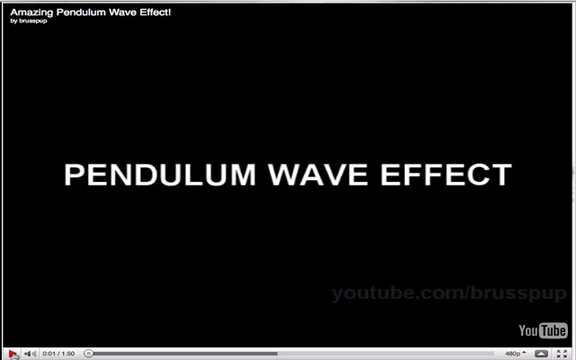 Amazing Pendulum Wave Effect!
by brusspup
PENDULUM WAVE EFFECT
youtube.com/brusspup
YouTube
0:01 / 1:50
480p